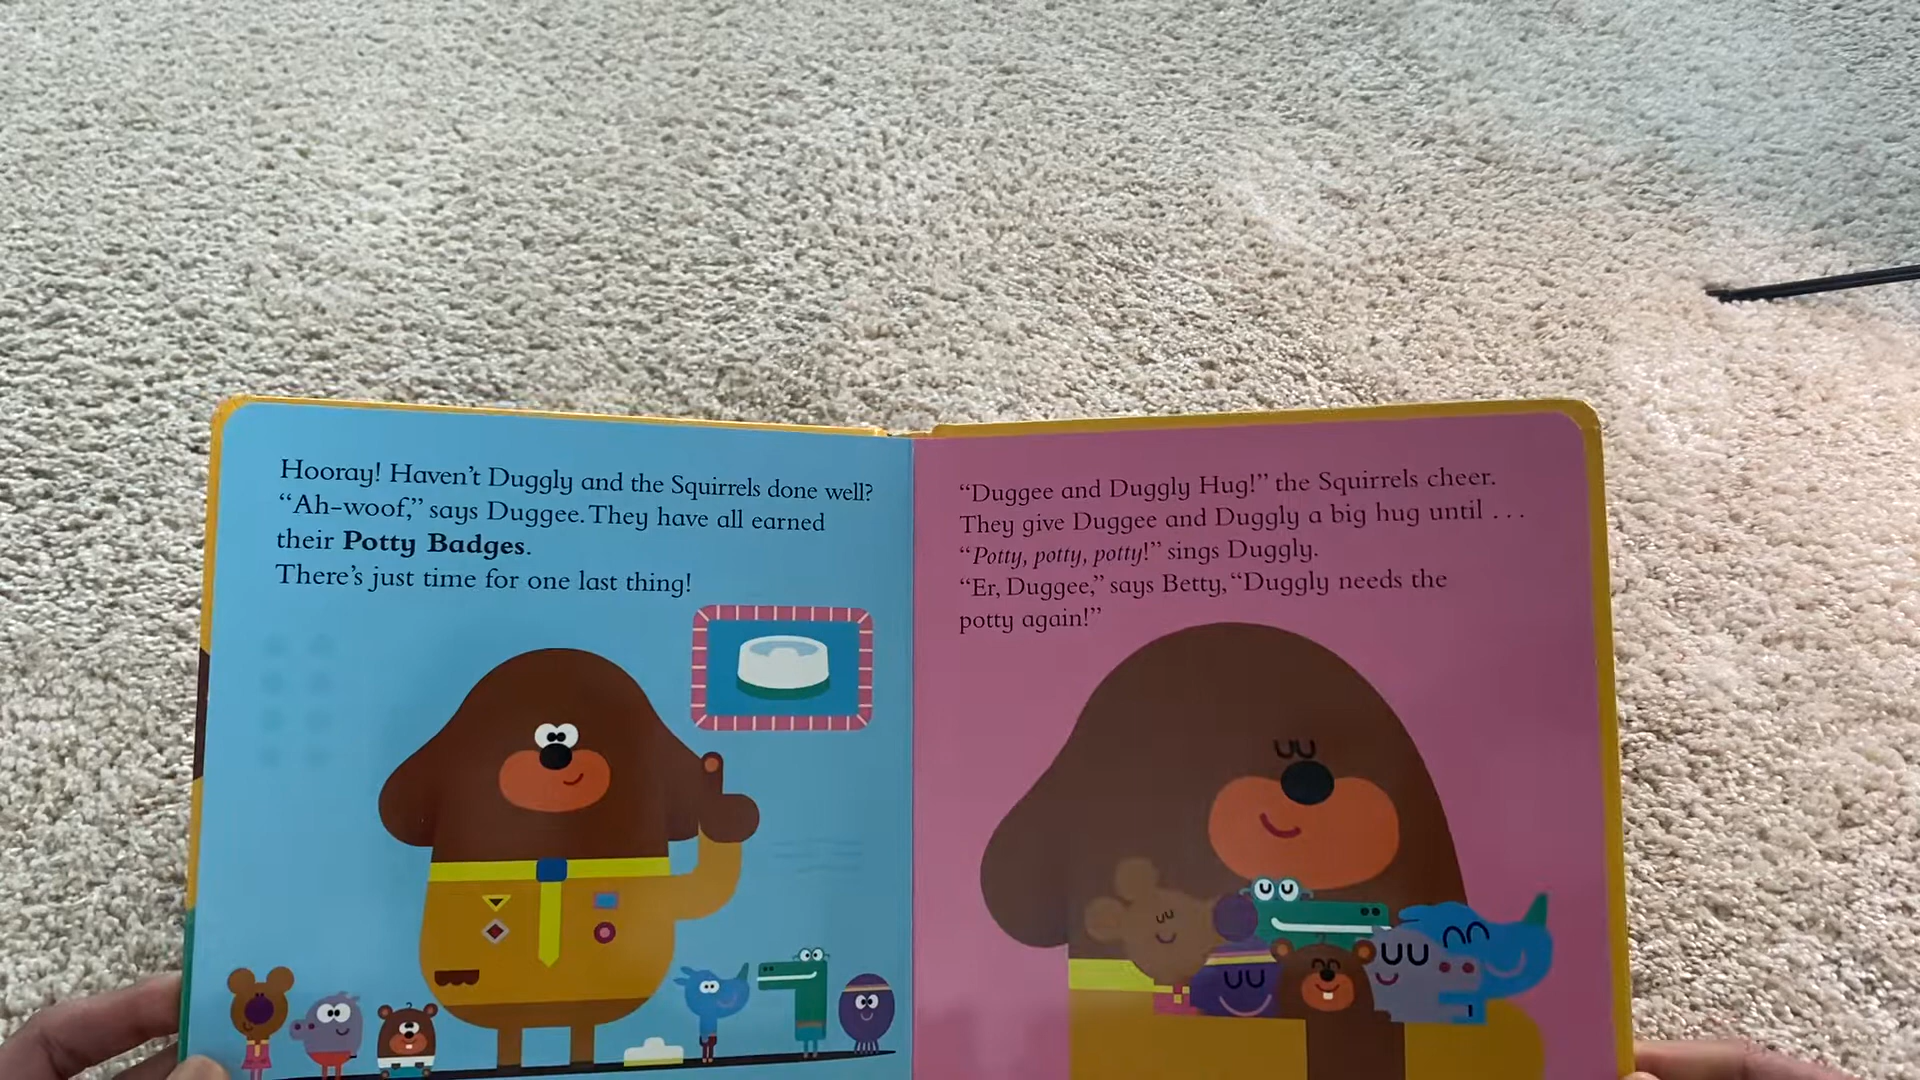 Hooray! Haven't Duggly and the Squirrels done well?
“Ah-woof,” says Duggee. They have all earned
their Potty Badges.
There's just time for one last thing!
“Duggee and Duggly Hug!” the Squirrels cheer.
They give Duggee and Duggly a big hug until . . .
“Potty, potty, potty!” sings Duggly.
“Er, Duggee,” says Betty, “Duggly needs the
potty again!”